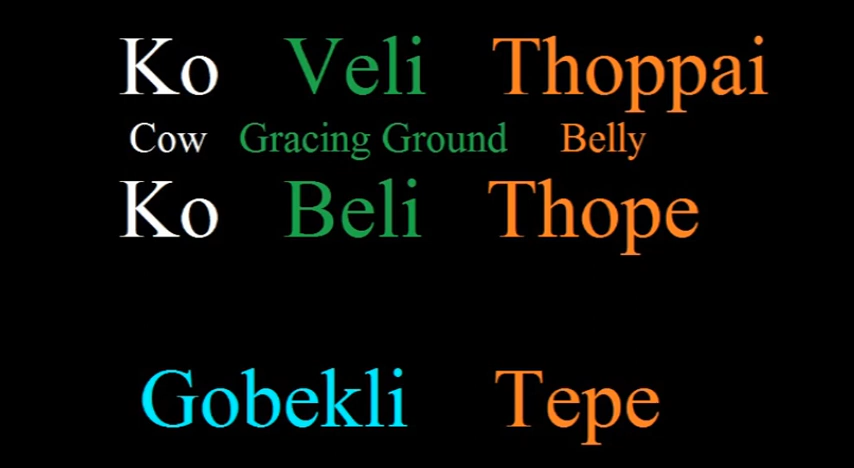 Ko Veli Thoppai
Cow Gracing Ground Belly
Ko Beli Thope
Gobekli Tepe